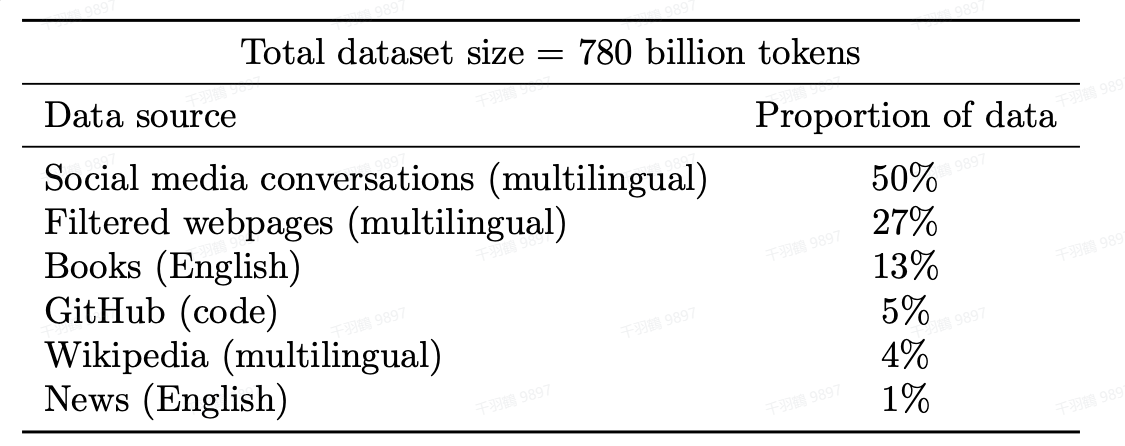 Total dataset size = 780 billion tokens
Data source Proportion of data
Social media conversations (multilingual) 50%
Filtered webpages (multilingual) 27%
Books (English) 13%
GitHub (code) 5%
Wikipedia (multilingual) 4%
News (English) 1%
千羽鹤 9897